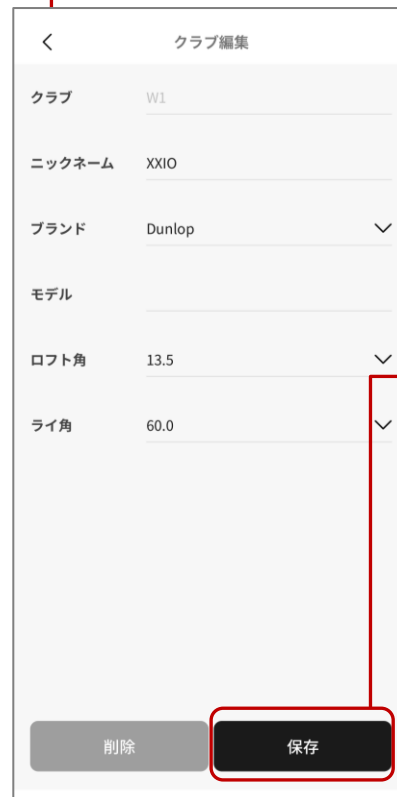 クラブ編集
クラブ W1
ニックネーム XXIO
ブランド Dunlop
モデル
ロフト角 13.5
ライ角 60.0
削除 保存